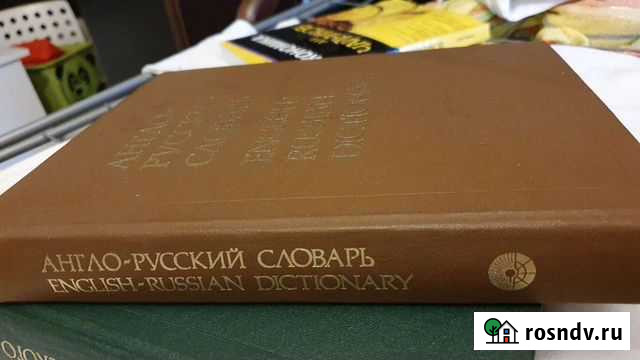 АНГЛО
РУССКИЙ
СЛОВАРЬ
ENGLISH
RUSSIAN
DICTIONARY
АНГЛО-РУССКИЙ СЛОВАРЬ
ENGLISH-RUSSIAN DICTIONARY
rosndv.ru